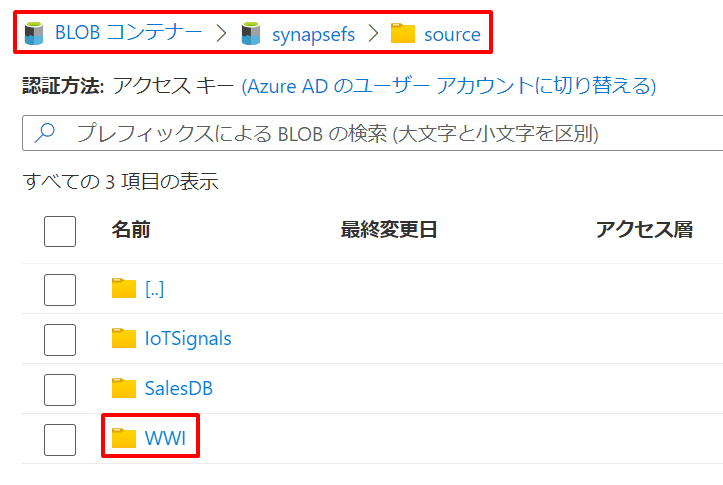 BLOB コンテナー > synapsefs > source
認証方法: アクセス キー (Azure AD のユーザー アカウントに切り替える)
プレフィックスによる BLOB の検索 (大文字と小文字を区別)
すべての 3 項目の表示
名前 最終変更日 アクセス層
[..]
IoTSignals
SalesDB
WWI